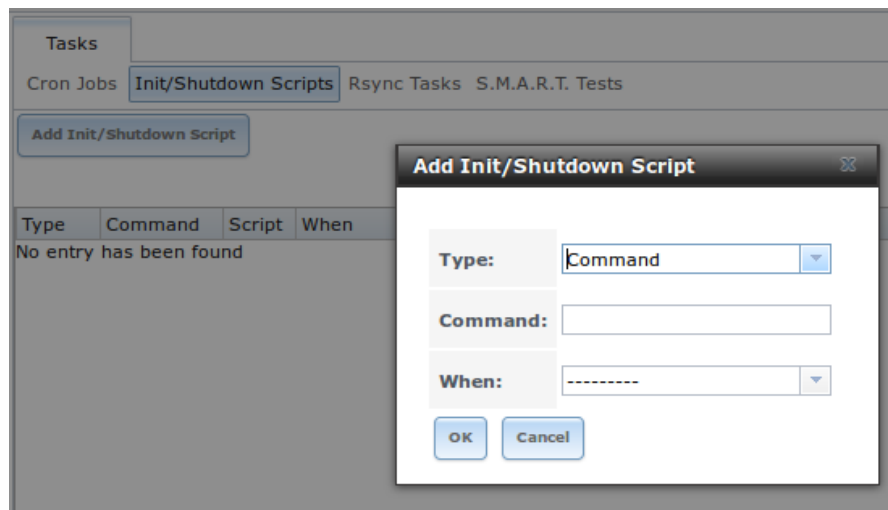 Tasks
Cron Jobs Init/Shutdown Scripts Rsync Tasks S.M.A.R.T. Tests
Add Init/Shutdown Script
Type Command Script When
No entry has been found
Add Init/Shutdown Script
Type: Command
Command:
When: ---------
OK Cancel